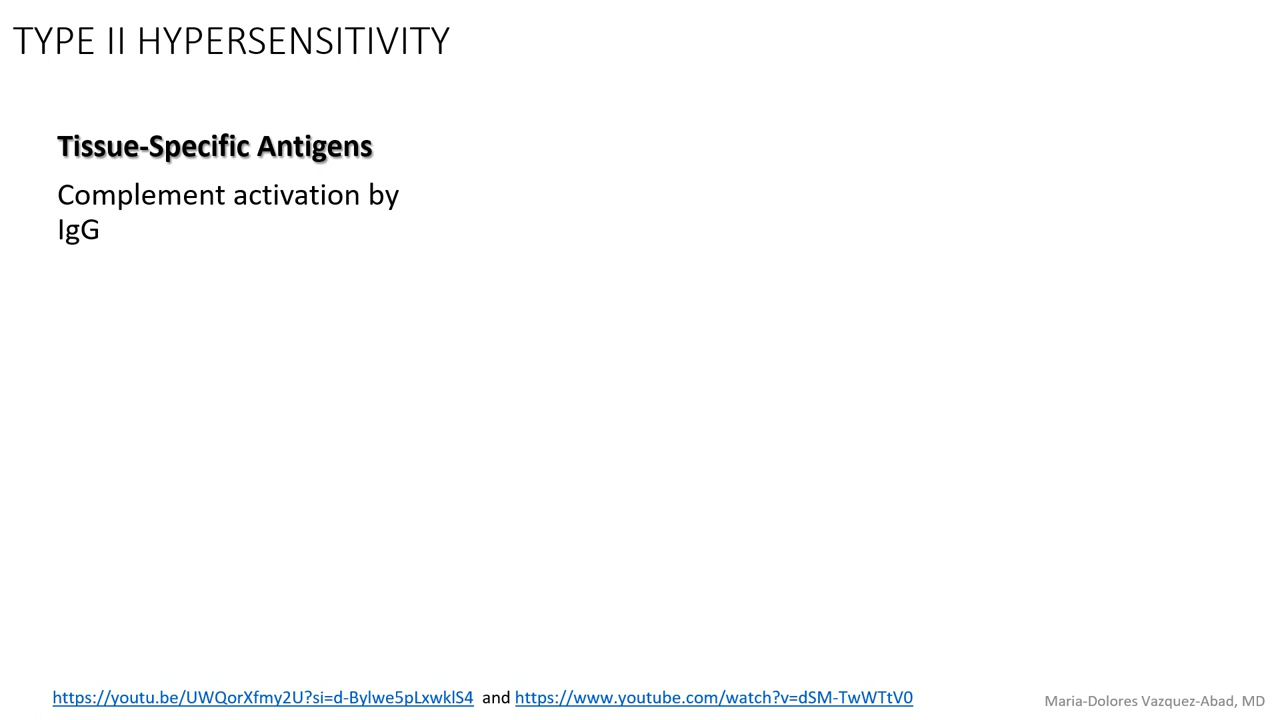 TYPE II HYPERSENSITIVITY
Tissue-Specific Antigens
Complement activation by
IgG
https://youtu.be/UWQorXfmy2U?si=d-Bylwe5pLxwklS4 and https://www.youtube.com/watch?v=dSM-TwWTtV0
Maria-Dolores Vazquez-Abad, MD